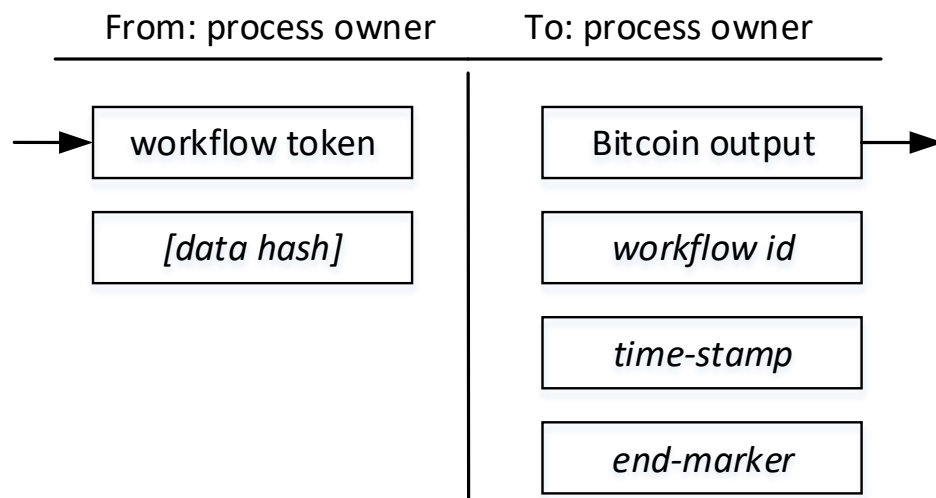 From: process owner To: process owner
workflow token Bitcoin output
[data hash] workflow id
time-stamp
end-marker